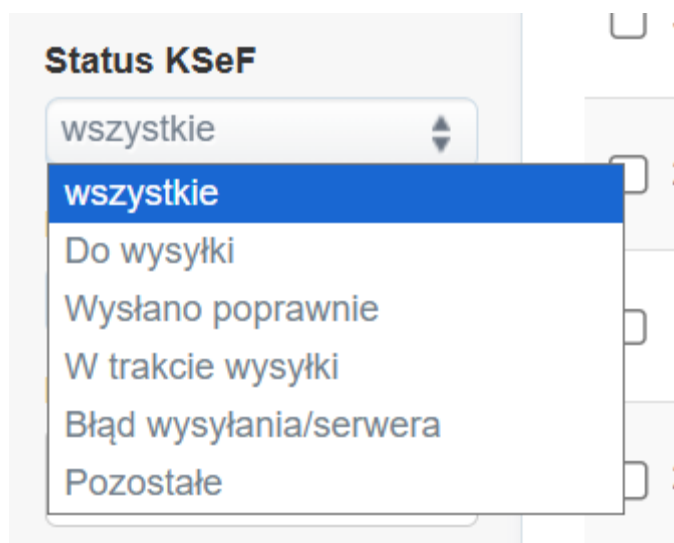 Status KSeF
wszystkie
wszystkie
Do wysyłki
Wysłano poprawnie
W trakcie wysyłki
Błąd wysyłania/serwera
Pozostałe